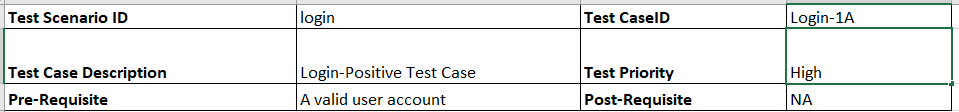 Test Scenario ID login Test CaseID Login-1A
Test Case Description Login-Positive Test Case Test Priority High
Pre-Requisite A valid user account Post-Requisite NA